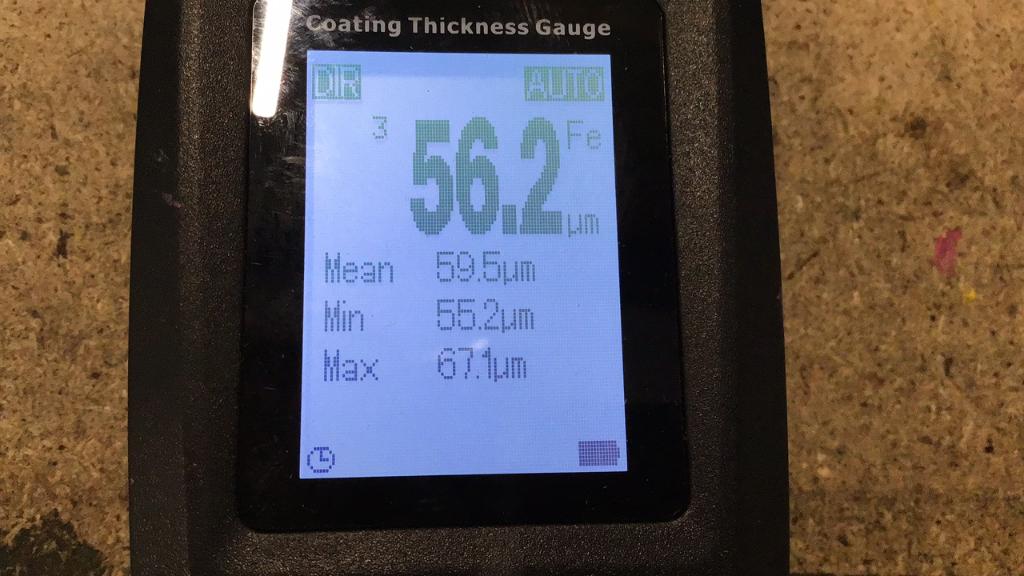 Coating Thickness Gauge
DIR AUTO
3 56.2 Fe
µm
Mean 59.5µm
Min 55.2µm
Max 67.1µm